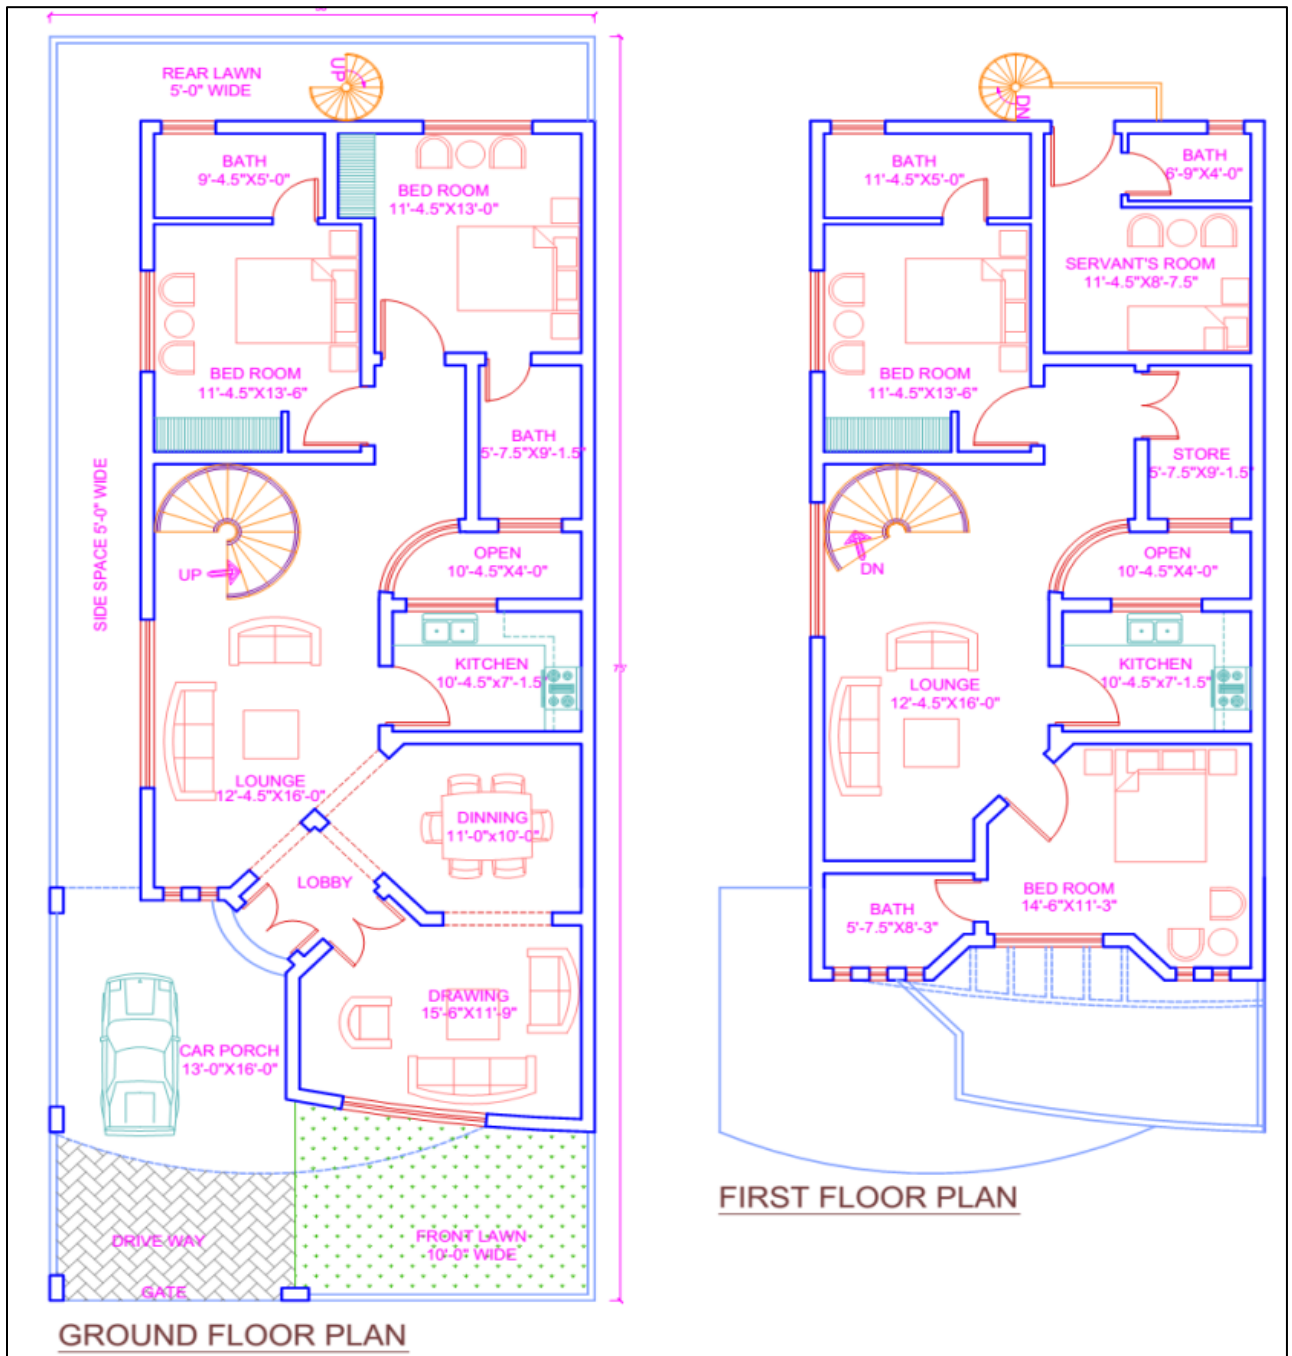 REAR LAWN
5'-0" WIDE
UP
BATH
9'-4.5"X5'-0"
BED ROOM
11'-4.5"X13'-0"
BED ROOM
11'-4.5"X13'-6"
BATH
5'-7.5"X9'-1.5"
SIDE SPACE 5'-0" WIDE
UP
OPEN
10'-4.5"X4'-0"
KITCHEN
10'-4.5"x7'-1.5"
75'
LOUNGE
12'-4.5"X16'-0"
DINNING
11'-0"x10'-0"
LOBBY
DRAWING
15'-6"X11'-9"
CAR PORCH
13'-0"X16'-0"
DRIVE WAY
FRONT LAWN
10'-0" WIDE
GATE
GROUND FLOOR PLAN
DN
BATH
11'-4.5"X5'-0"
BATH
6'-9"X4'-0"
SERVANT'S ROOM
11'-4.5"X8'-7.5"
BED ROOM
11'-4.5"X13'-6"
STORE
5'-7.5"X9'-1.5"
DN
OPEN
10'-4.5"X4'-0"
KITCHEN
10'-4.5"x7'-1.5"
LOUNGE
12'-4.5"X16'-0"
BED ROOM
14'-6"X11'-3"
BATH
5'-7.5"X8'-3"
FIRST FLOOR PLAN